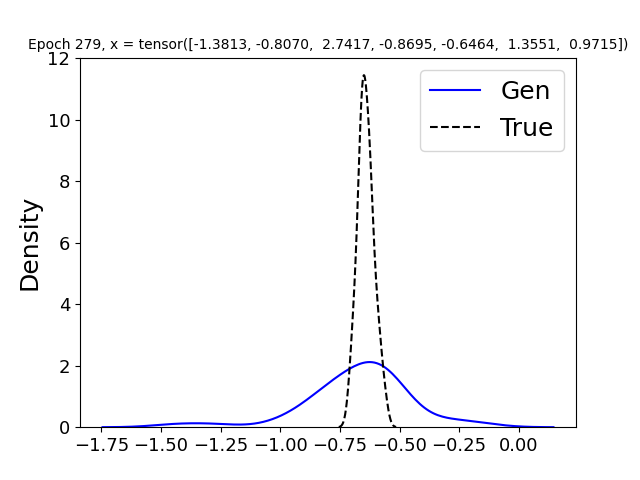 Epoch 279, x = tensor([-1.3813, -0.8070,  2.7417, -0.8695, -0.6464,  1.3551,  0.9715])
12
10
8
6
4
2
0
Density
Gen
True
−1.75 −1.50 −1.25 −1.00 −0.75 −0.50 −0.25 0.00